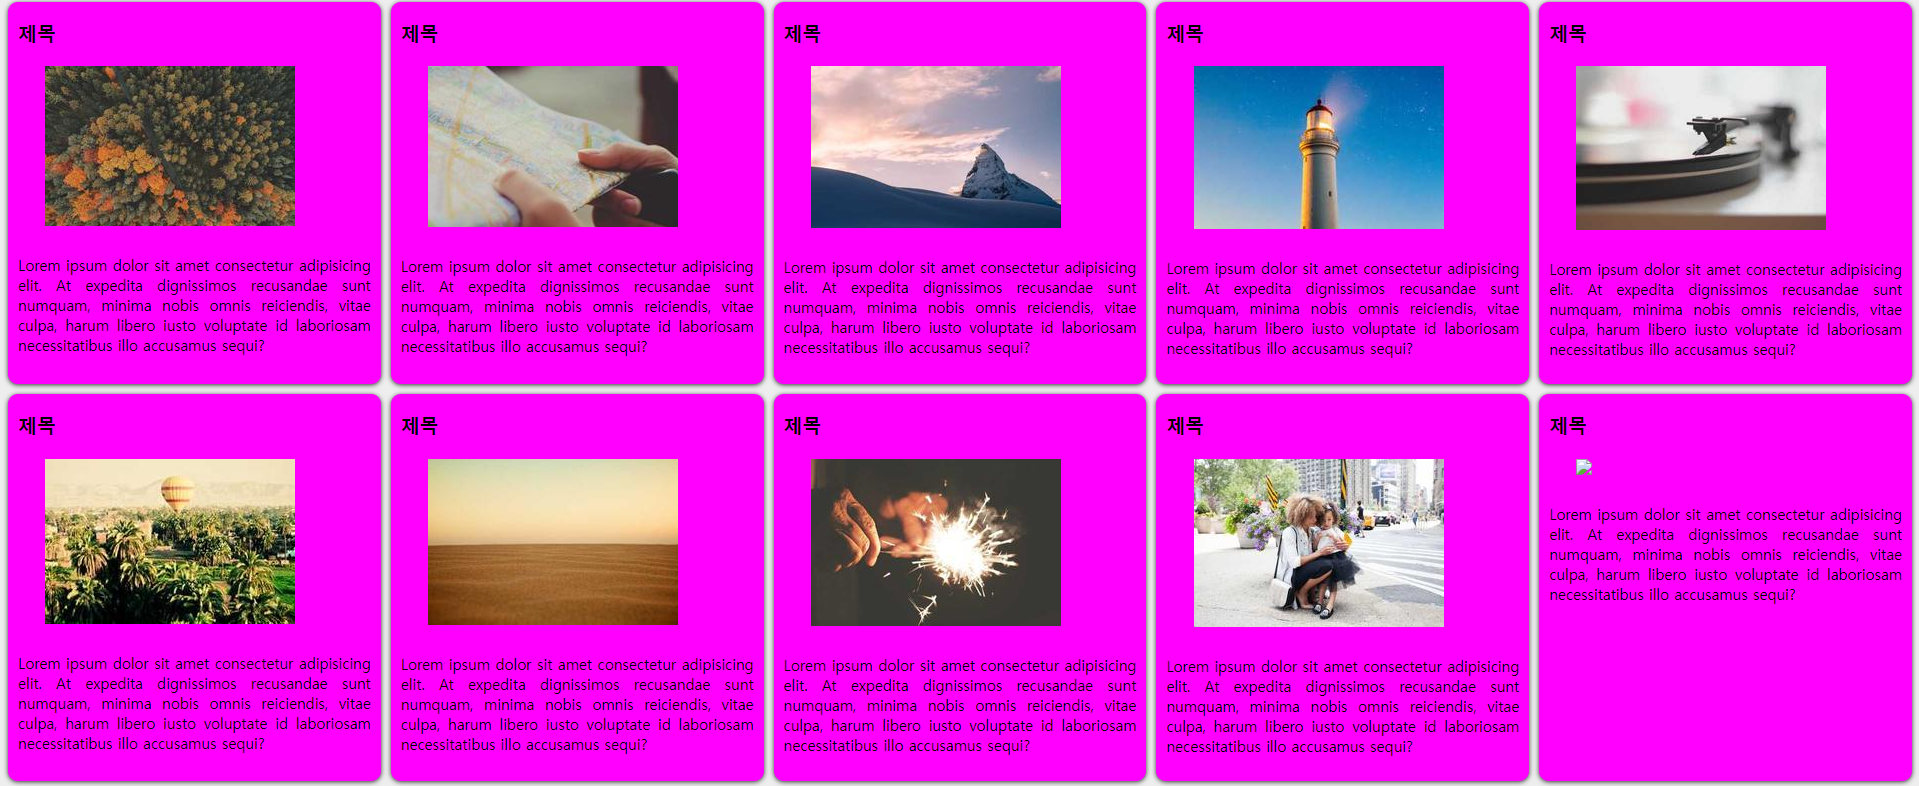 제목
Lorem ipsum dolor sit amet consectetur adipisicing
elit. At expedita dignissimos recusandae sunt
numquam, minima nobis omnis reiciendis, vitae
culpa, harum libero iusto voluptate id laboriosam
necessitatibus illo accusamus sequi?
제목
Lorem ipsum dolor sit amet consectetur adipisicing
elit. At expedita dignissimos recusandae sunt
numquam, minima nobis omnis reiciendis, vitae
culpa, harum libero iusto voluptate id laboriosam
necessitatibus illo accusamus sequi?
제목
Lorem ipsum dolor sit amet consectetur adipisicing
elit. At expedita dignissimos recusandae sunt
numquam, minima nobis omnis reiciendis, vitae
culpa, harum libero iusto voluptate id laboriosam
necessitatibus illo accusamus sequi?
제목
Lorem ipsum dolor sit amet consectetur adipisicing
elit. At expedita dignissimos recusandae sunt
numquam, minima nobis omnis reiciendis, vitae
culpa, harum libero iusto voluptate id laboriosam
necessitatibus illo accusamus sequi?
제목
Lorem ipsum dolor sit amet consectetur adipisicing
elit. At expedita dignissimos recusandae sunt
numquam, minima nobis omnis reiciendis, vitae
culpa, harum libero iusto voluptate id laboriosam
necessitatibus illo accusamus sequi?
제목
Lorem ipsum dolor sit amet consectetur adipisicing
elit. At expedita dignissimos recusandae sunt
numquam, minima nobis omnis reiciendis, vitae
culpa, harum libero iusto voluptate id laboriosam
necessitatibus illo accusamus sequi?
제목
Lorem ipsum dolor sit amet consectetur adipisicing
elit. At expedita dignissimos recusandae sunt
numquam, minima nobis omnis reiciendis, vitae
culpa, harum libero iusto voluptate id laboriosam
necessitatibus illo accusamus sequi?
제목
Lorem ipsum dolor sit amet consectetur adipisicing
elit. At expedita dignissimos recusandae sunt
numquam, minima nobis omnis reiciendis, vitae
culpa, harum libero iusto voluptate id laboriosam
necessitatibus illo accusamus sequi?
제목
Lorem ipsum dolor sit amet consectetur adipisicing
elit. At expedita dignissimos recusandae sunt
numquam, minima nobis omnis reiciendis, vitae
culpa, harum libero iusto voluptate id laboriosam
necessitatibus illo accusamus sequi?
제목
Lorem ipsum dolor sit amet consectetur adipisicing
elit. At expedita dignissimos recusandae sunt
numquam, minima nobis omnis reiciendis, vitae
culpa, harum libero iusto voluptate id laboriosam
necessitatibus illo accusamus sequi?